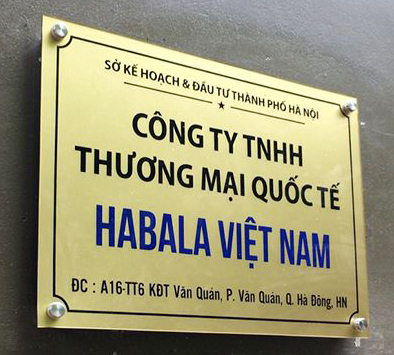 SỞ KẾ HOẠCH & ĐẦU TƯ THÀNH PHỐ HÀ NỘI
CÔNG TY TNHH
THƯƠNG MẠI QUỐC TẾ
HABALA VIỆT NAM
ĐC : A16-TT6 KĐT Văn Quán, P. Văn Quán, Q. Hà Đông, HN